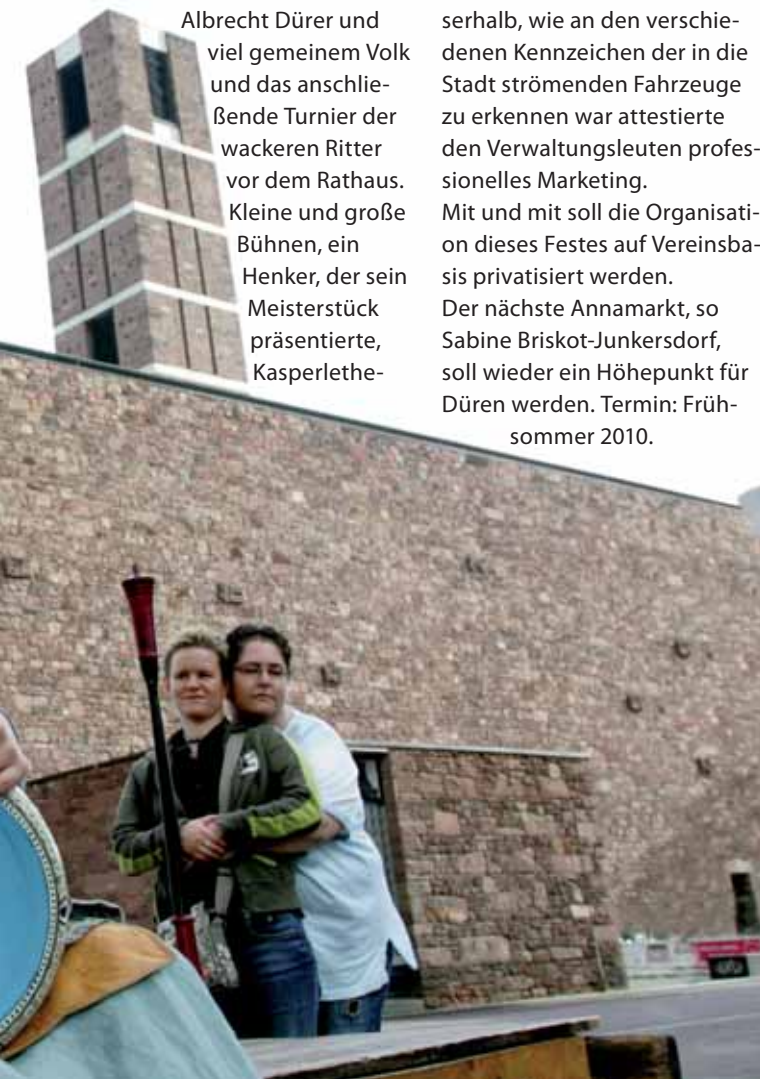 Albrecht Dürer und
viel gemeinem Volk
und das anschlie-
ßende Turnier der
wackeren Ritter
vor dem Rathaus.
Kleine und große
Bühnen, ein
Henker, der sein
Meisterstück
präsentierte,
Kasperlethe-
serhalb, wie an den verschie-
denen Kennzeichen der in die
Stadt strömenden Fahrzeuge
zu erkennen war attestierte
den Verwaltungsleuten profes-
sionelles Marketing.
Mit und mit soll die Organisati-
on dieses Festes auf Vereinsba-
sis privatisiert werden.
Der nächste Annamarkt, so
Sabine Briskot-Junkersdorf,
soll wieder ein Höhepunkt für
Düren werden. Termin: Früh-
sommer 2010.